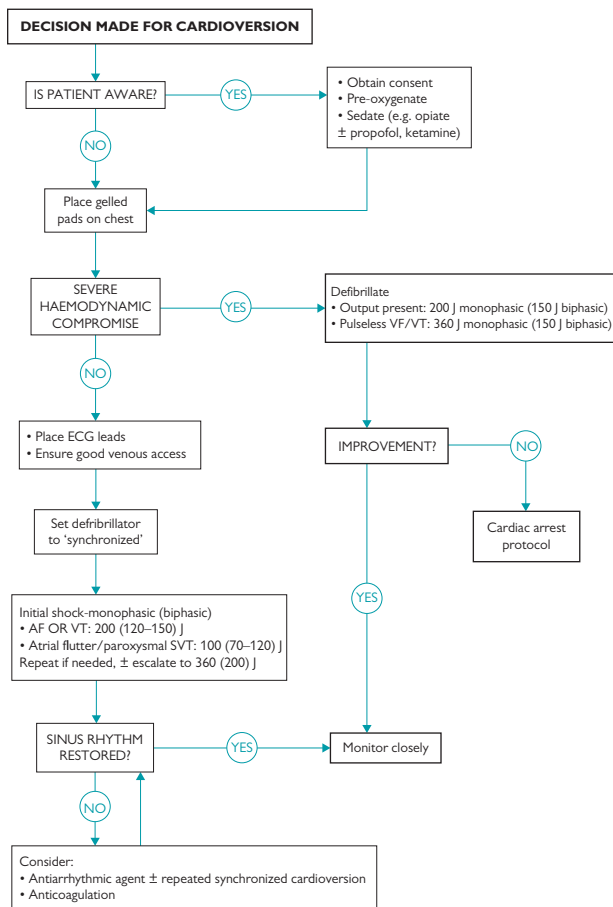 DECISION MADE FOR CARDIOVERSION
IS PATIENT AWARE?
YES
• Obtain consent
• Pre-oxygenate
• Sedate (e.g. opiate
± propofol, ketamine)
NO
Place gelled
pads on chest
SEVERE
HAEMODYNAMIC
COMPROMISE
YES
Defibrillate
• Output present: 200 J monophasic (150 J biphasic)
• Pulseless VF/VT: 360 J monophasic (150 J biphasic)
NO
• Place ECG leads
• Ensure good venous access
IMPROVEMENT?
NO
Cardiac arrest
protocol
Set defribrillator
to ‘synchronized’
YES
Initial shock-monophasic (biphasic)
• AF OR VT: 200 (120–150) J
• Atrial flutter/paroxysmal SVT: 100 (70–120) J
Repeat if needed, ± escalate to 360 (200) J
SINUS RHYTHM
RESTORED?
YES
Monitor closely
NO
Consider:
• Antiarrhythmic agent ± repeated synchronized cardioversion
• Anticoagulation